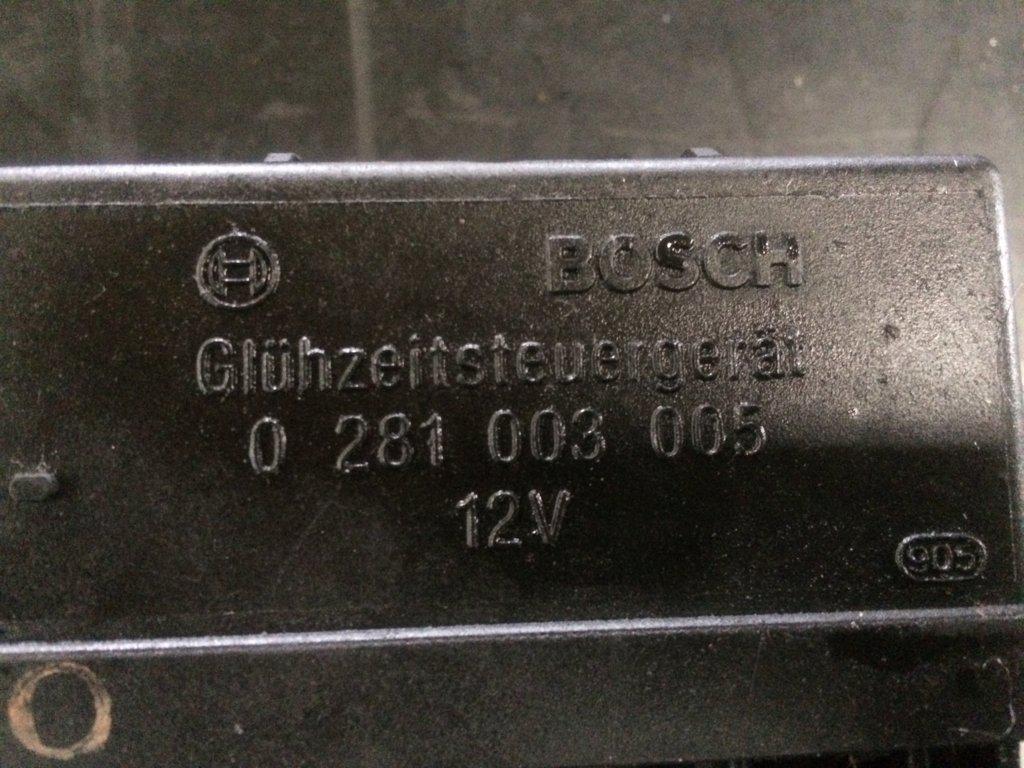 BOSCH
Glühzeitsteuergerät
0 281 003 005
12V
905